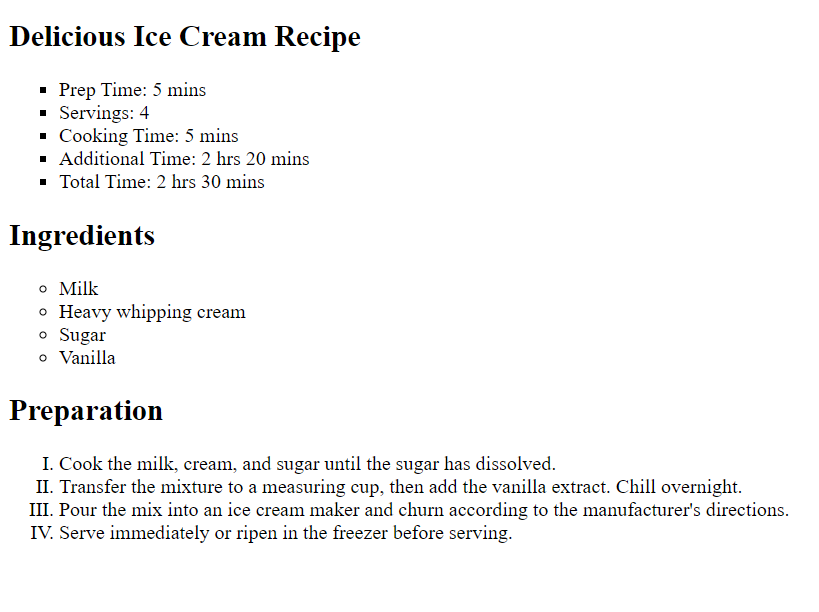 Delicious Ice Cream Recipe
Prep Time: 5 mins
Servings: 4
Cooking Time: 5 mins
Additional Time: 2 hrs 20 mins
Total Time: 2 hrs 30 mins
Ingredients
Milk
Heavy whipping cream
Sugar
Vanilla
Preparation
I. Cook the milk, cream, and sugar until the sugar has dissolved.
II. Transfer the mixture to a measuring cup, then add the vanilla extract. Chill overnight.
III. Pour the mix into an ice cream maker and churn according to the manufacturer's directions.
IV. Serve immediately or ripen in the freezer before serving.